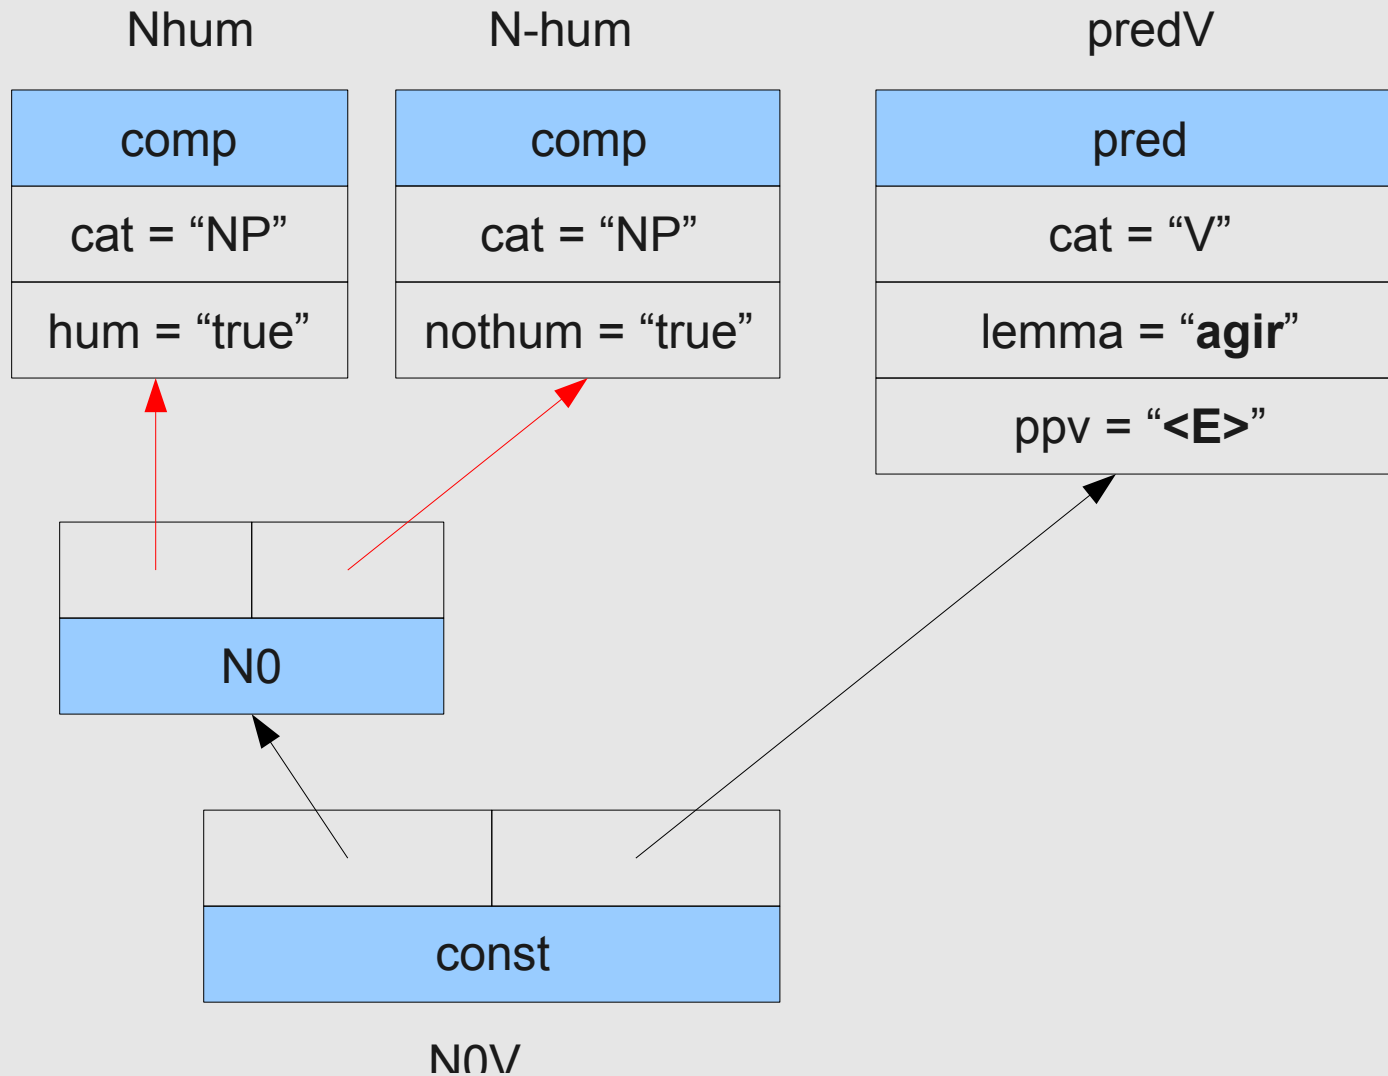 Nhum N-hum predV
comp comp pred
cat = “NP” cat = “NP” cat = “V”
hum = “true” nothum = “true” lemma = “agir”
ppv = “<E>”
N0
const
N0V